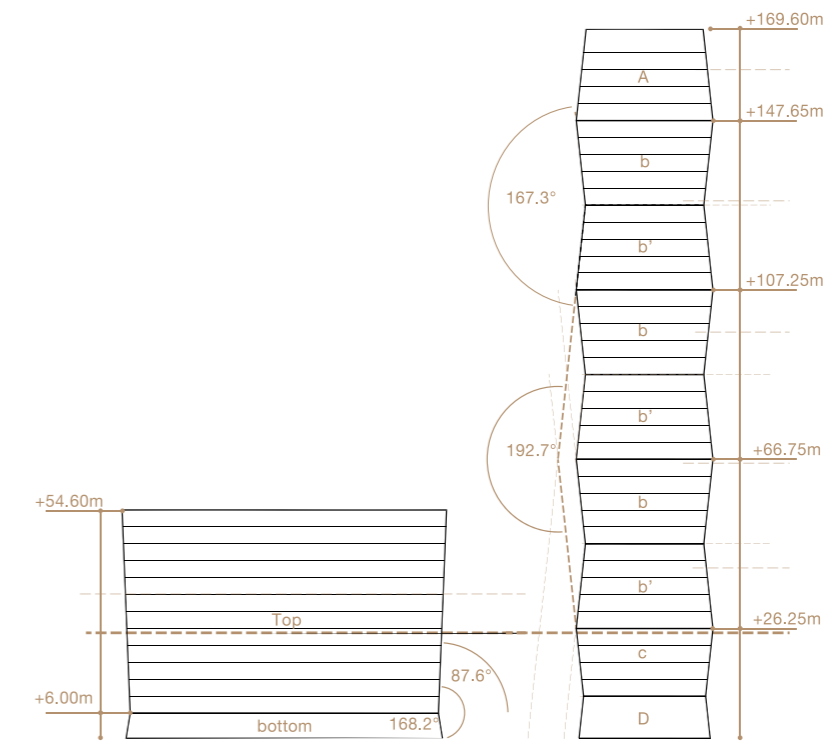 +169.60m
A
+147.65m
b
167.3°
b’
+107.25m
b
b’
192.7°
+66.75m
+54.60m
b
b’
Top
+26.25m
c
87.6°
+6.00m
bottom
168.2°
D